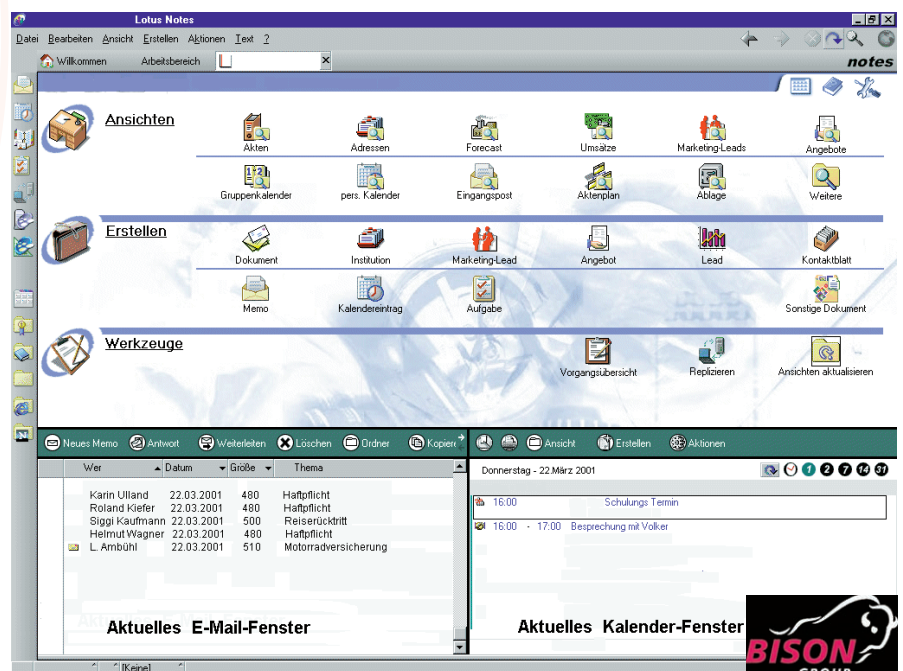 Lotus Notes
Datei Bearbeiten Ansicht Erstellen Aktionen Text ?
Willkommen Arbeitsbereich
notes
Ansichten
Akten Adressen Forecast Umsätze Marketing-Leads Angebote
Gruppenkalender pers. Kalender Eingangspost Aktenplan Ablage Weitere
Erstellen
Dokument Institution Marketing-Lead Angebot Lead Kontaktblatt
Memo Kalendereintrag Aufgabe Sonstige Dokument
Werkzeuge
Vorgangsübersicht Replizieren Ansichten aktualisieren
Neues Memo Antwort Weiterleiten Löschen Ordner Kopiere
Wer Datum Größe Thema
Karin Ulland 22.03.2001 480 Haftpflicht
Roland Kiefer 22.03.2001 480 Haftpflicht
Siggi Kaufmann 22.03.2001 500 Reiserücktritt
Helmut Wagner 22.03.2001 480 Haftpflicht
L. Ambühl 22.03.2001 510 Motorradversicherung
Aktuelles E-Mail-Fenster
Ansicht Erstellen Aktionen
Donnerstag - 22.März 2001
1 2 7 14 31
16:00 Schulungs Termin
16:00 - 17:00 Besprechung mit Volker
Aktuelles Kalender-Fenster
BISON
GROUP
[Keine]